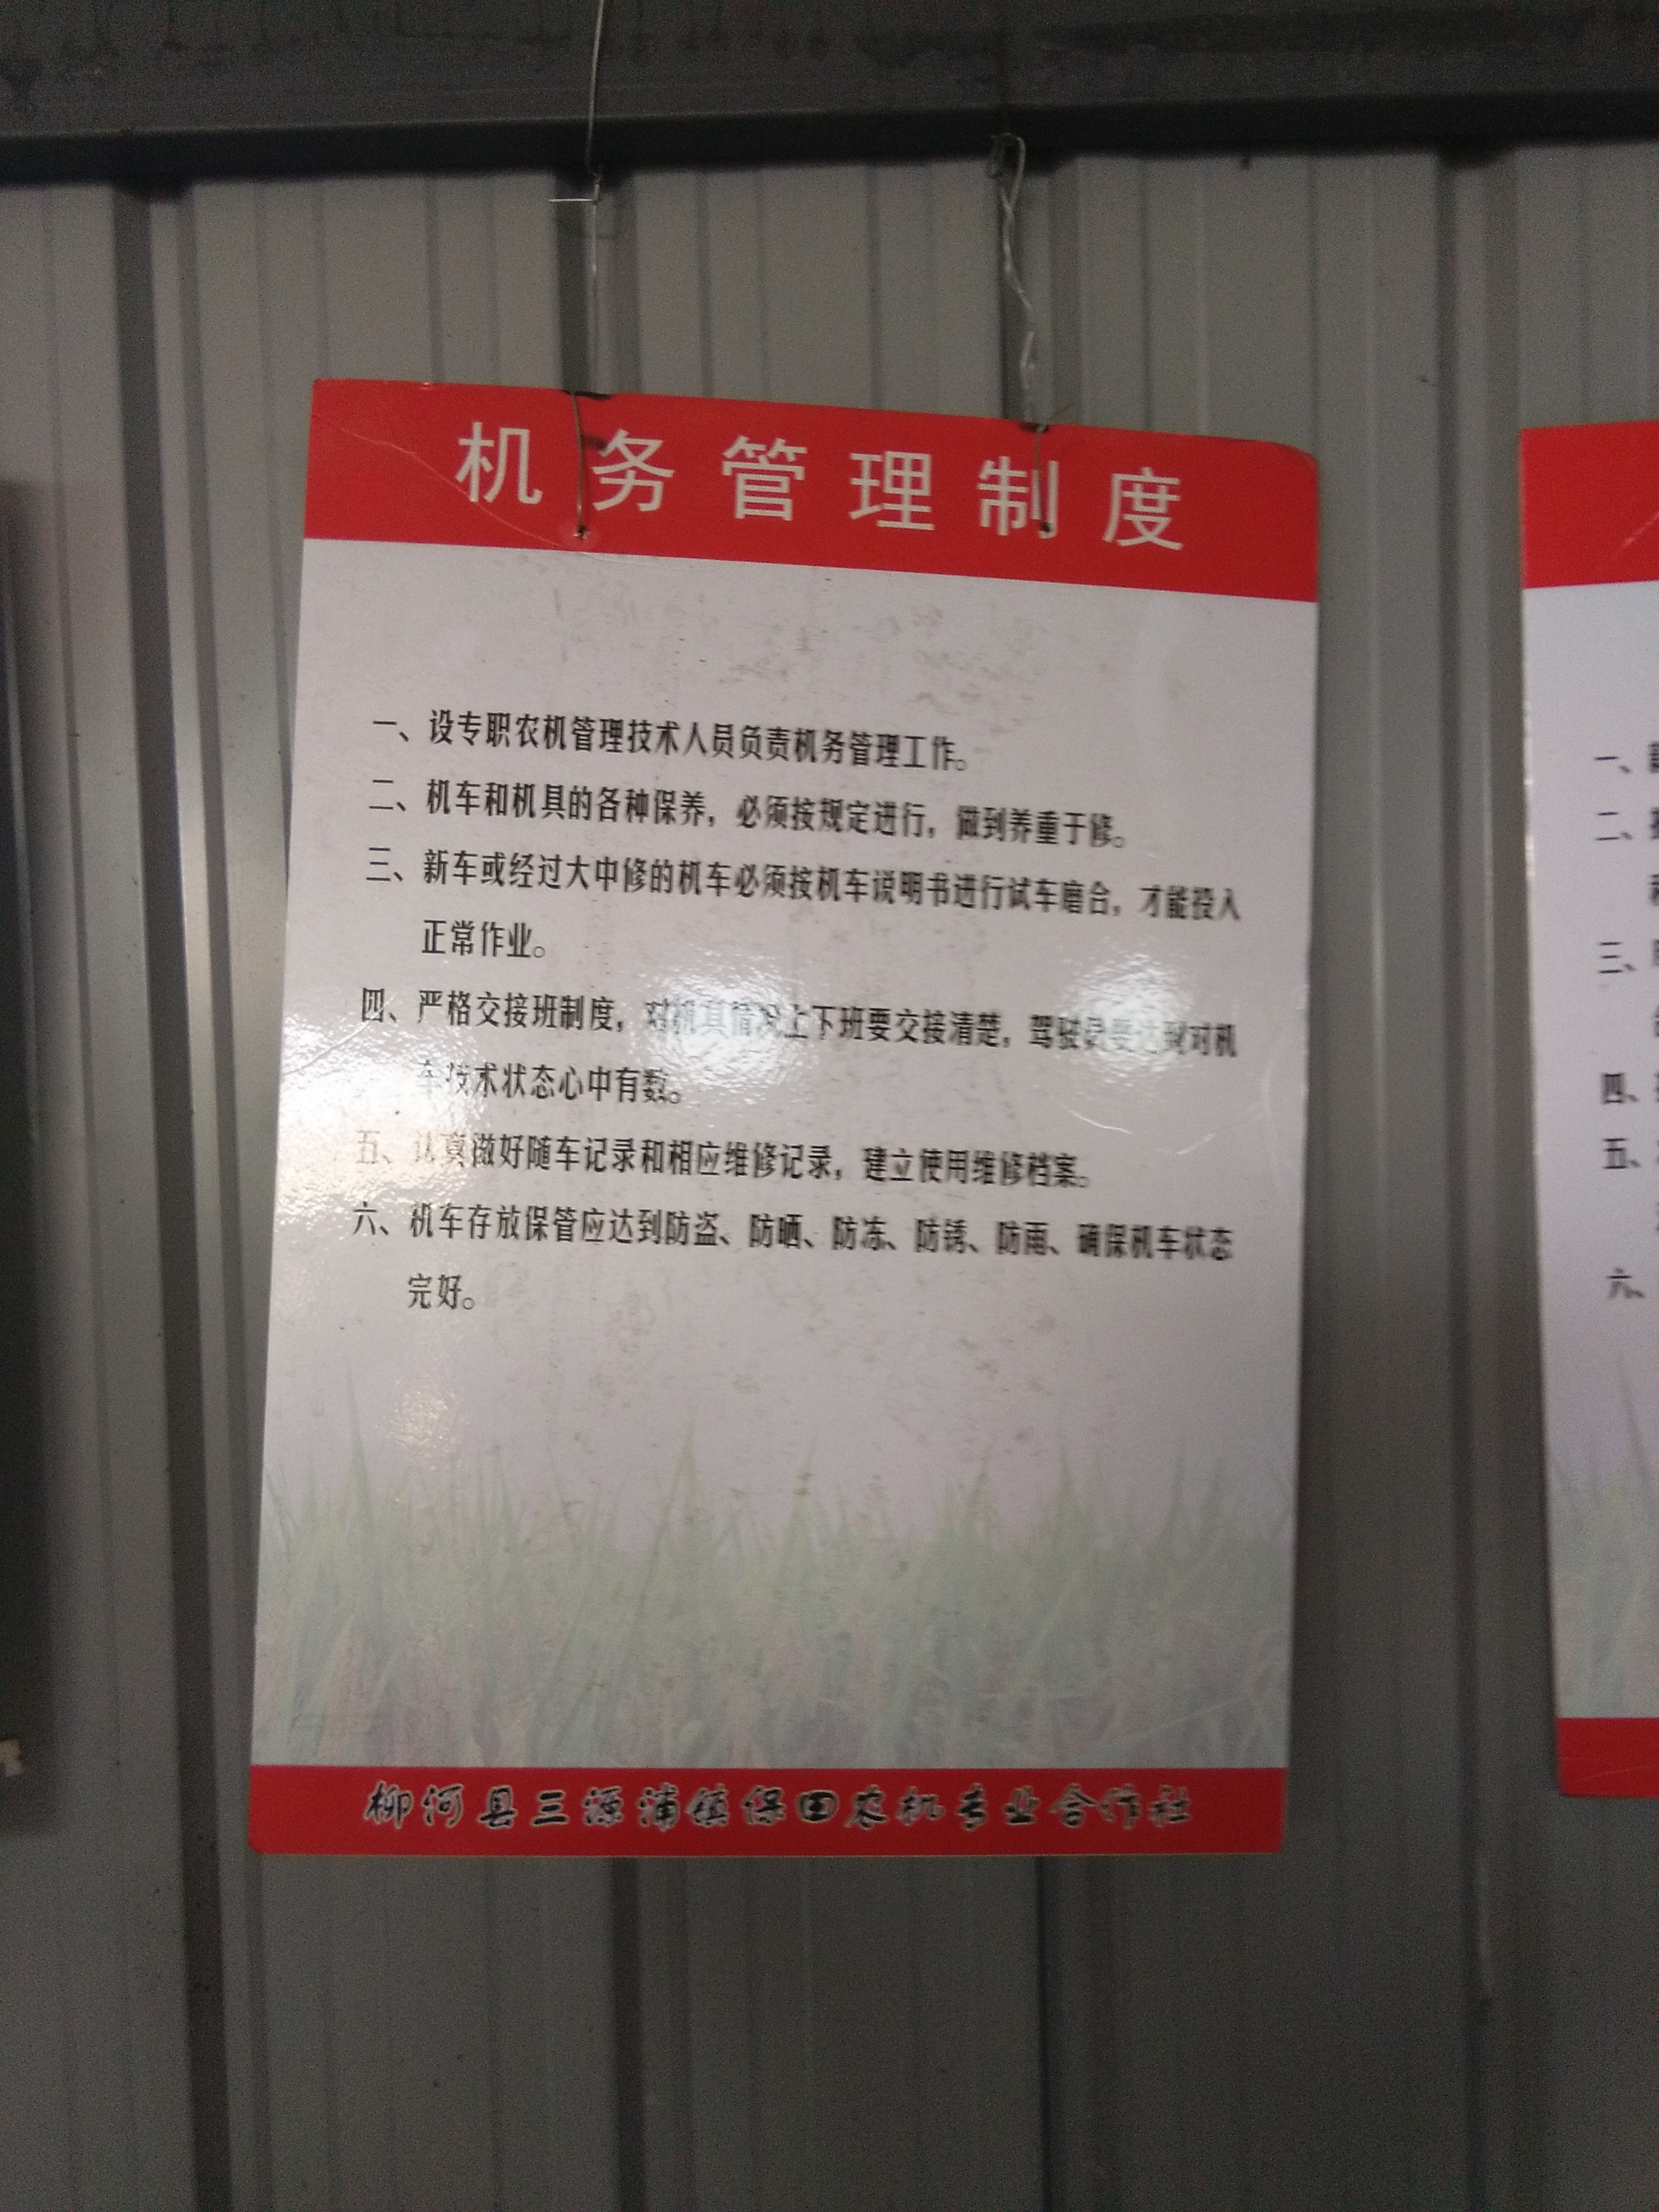 机务管理制度
一、设专职农机管理技术人员负责机务管理工作。
二、机车和机具的各种保养，必须按规定进行，做到养重于修。
三、新车或经过大中修的机车必须按机车说明书进行试车磨合，才能投入
正常作业。
四、严格交接班制度，对机具情况上下班要交接清楚，驾驶员要达到对机
车技术状态心中有数。
五、认真做好随车记录和相应维修记录，建立使用维修档案。
六、机车存放保管应达到防盗、防晒、防冻、防锈、防雨、确保机车状态
完好。
柳河县三源浦镇保田农机专业合作社
一、
二、
三、
四、
五、
六、